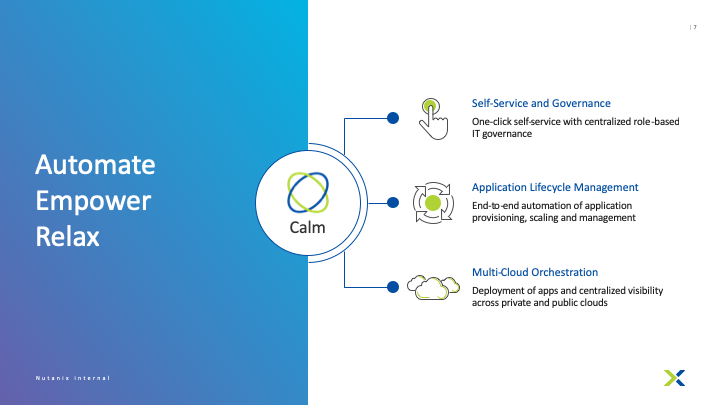 | 7
Automate
Empower
Relax
Calm
Self-Service and Governance
One-click self-service with centralized role-based
IT governance
Application Lifecycle Management
End-to-end automation of application
provisioning, scaling and management
Multi-Cloud Orchestration
Deployment of apps and centralized visibility
across private and public clouds
Nutanix Internal